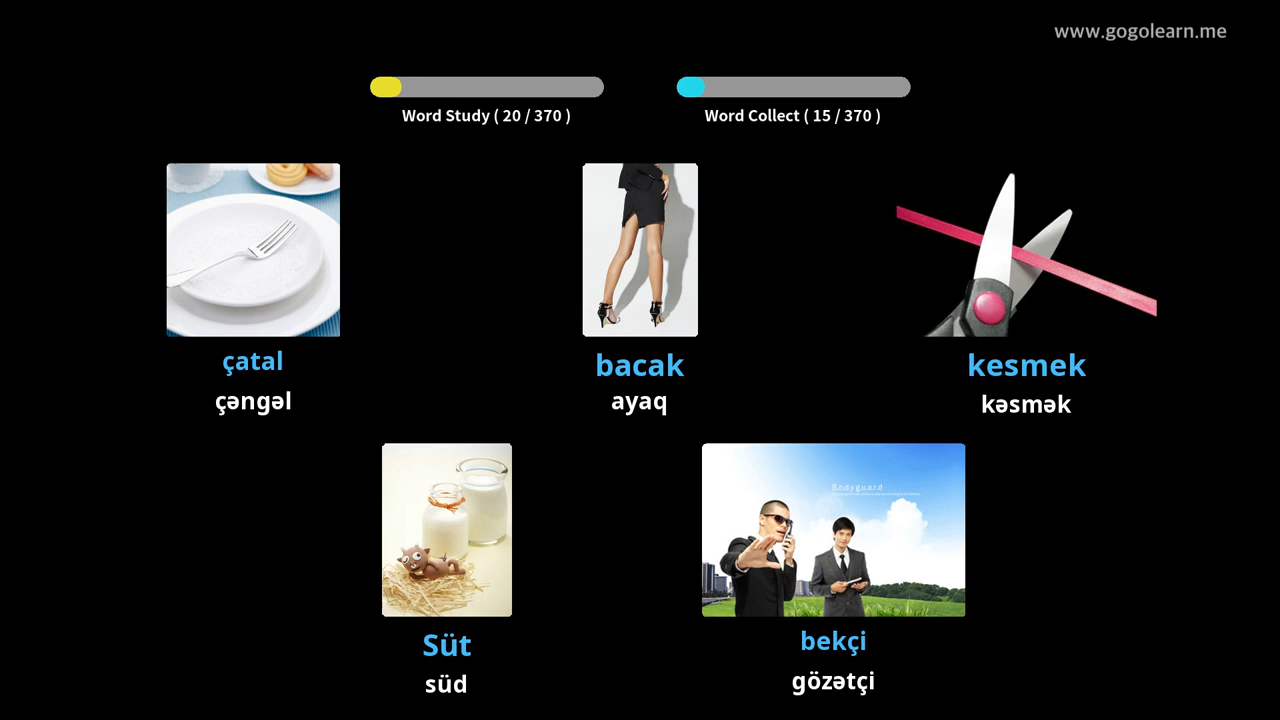 www.gogolearn.me
Word Study ( 20 / 370 )
Word Collect ( 15 / 370 )
çatal
bacak
kesmek
çəngəl
ayaq
kəsmək
Bodyguard
Süt
bekçi
süd
gözətçi